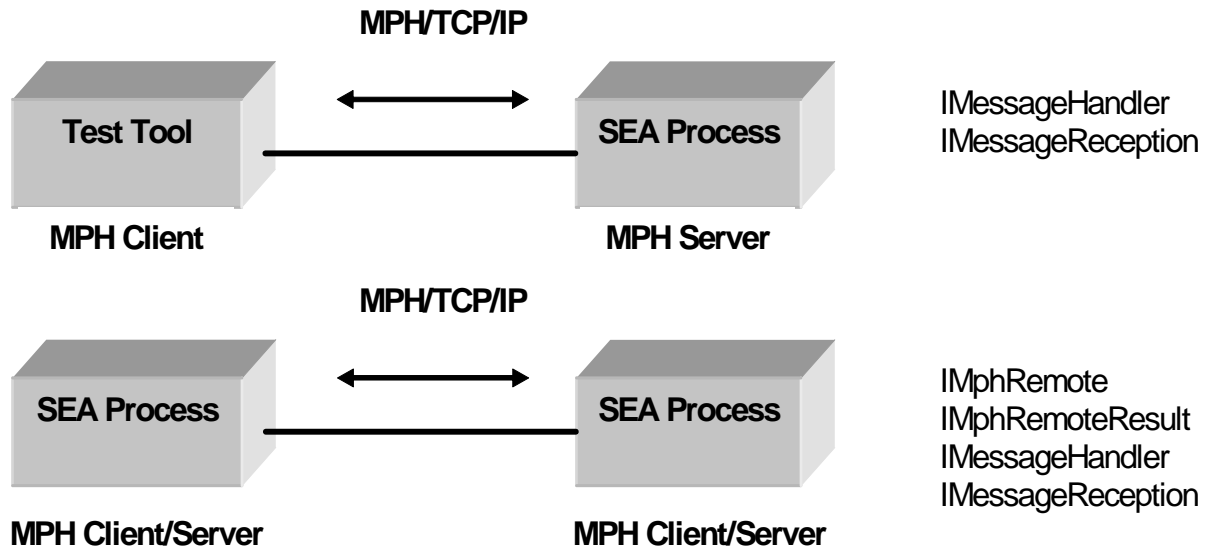 MPH/TCP/IP
Test Tool
SEA Process
IMessageHandler
IMessageReception
MPH Client
MPH Server
MPH/TCP/IP
SEA Process
SEA Process
IMphRemote
IMphRemoteResult
IMessageHandler
IMessageReception
MPH Client/Server
MPH Client/Server